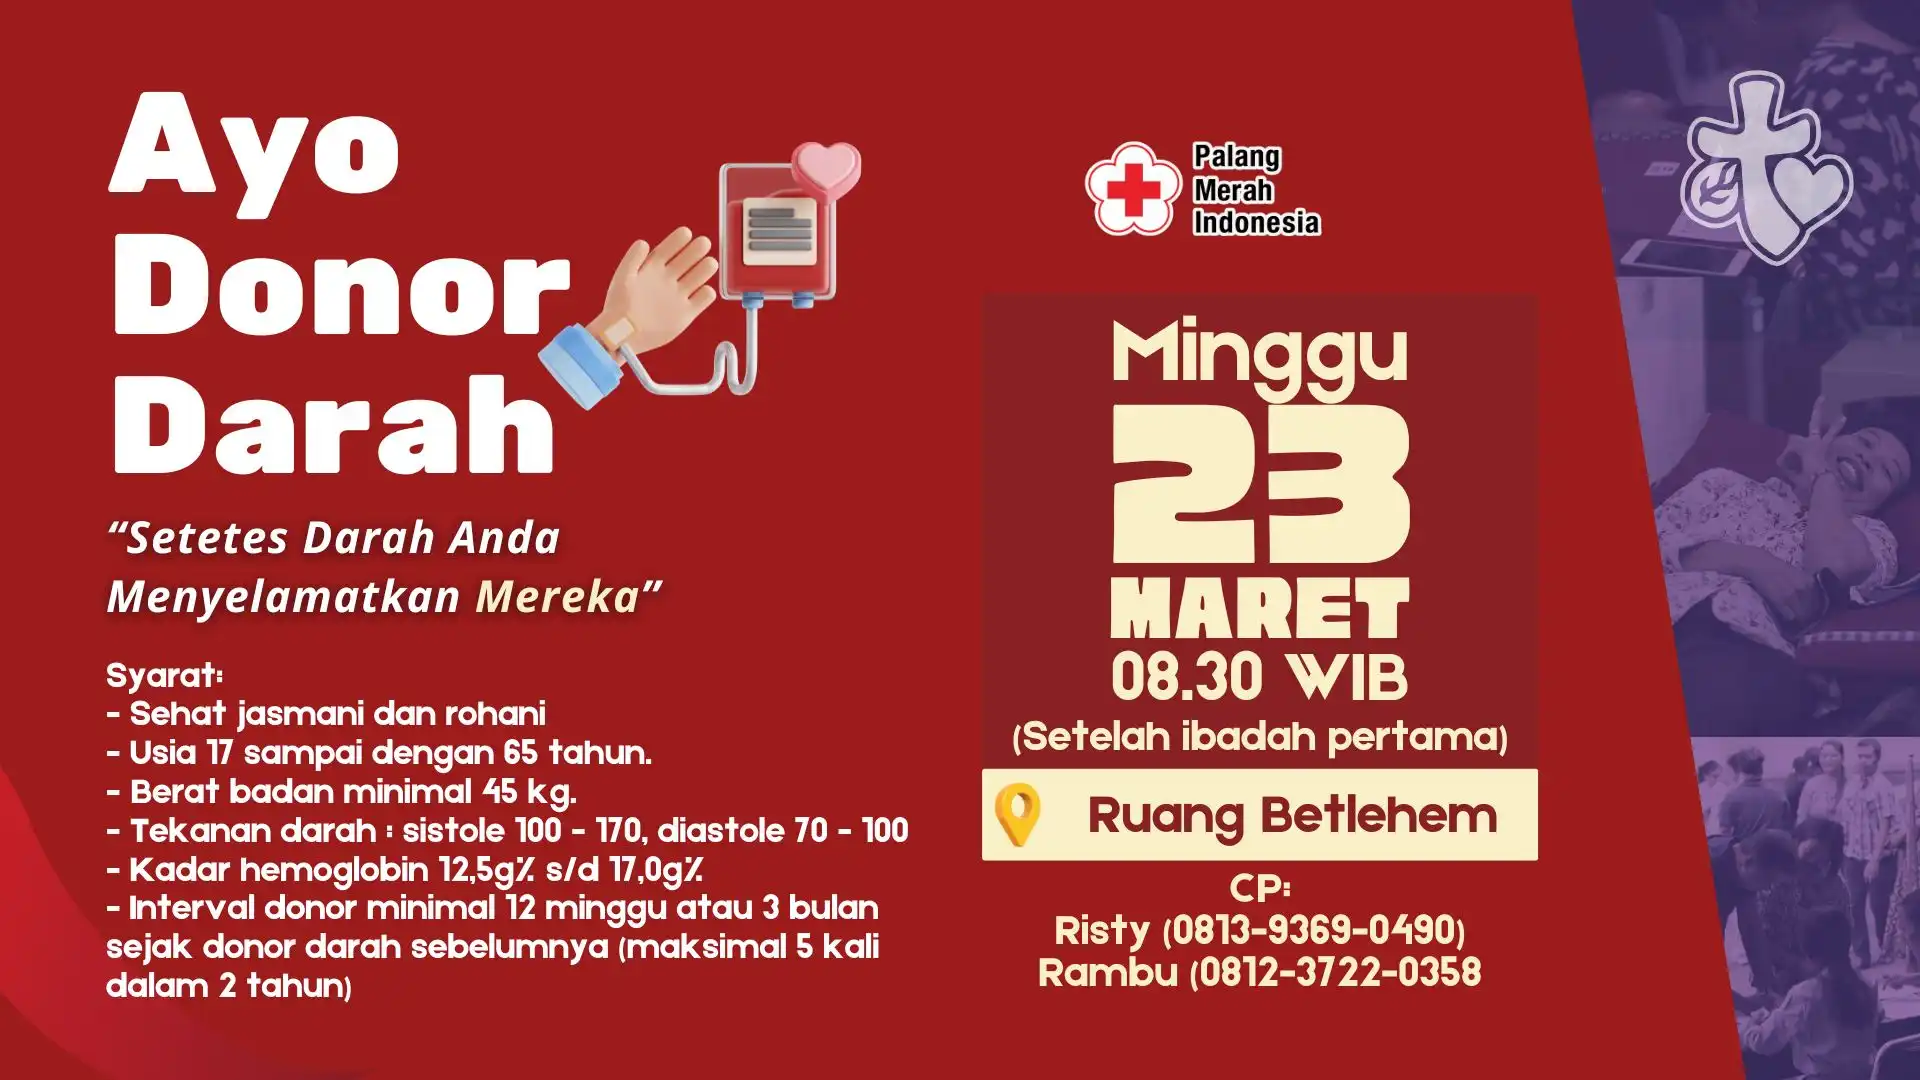 Ayo
Donor
Darah
“Setetes Darah Anda
Menyelamatkan Mereka”
Syarat:
- Sehat jasmani dan rohani
- Usia 17 sampai dengan 65 tahun.
- Berat badan minimal 45 kg.
- Tekanan darah : sistole 100 - 170, diastole 70 - 100
- Kadar hemoglobin 12,5g% s/d 17,0g%
- Interval donor minimal 12 minggu atau 3 bulan
sejak donor darah sebelumnya (maksimal 5 kali
dalam 2 tahun)
Palang
Merah
Indonesia
Minggu
23
MARET
08.30 WIB
(Setelah ibadah pertama)
Ruang Betlehem
CP:
Risty (0813-9369-0490)
Rambu (0812-3722-0358